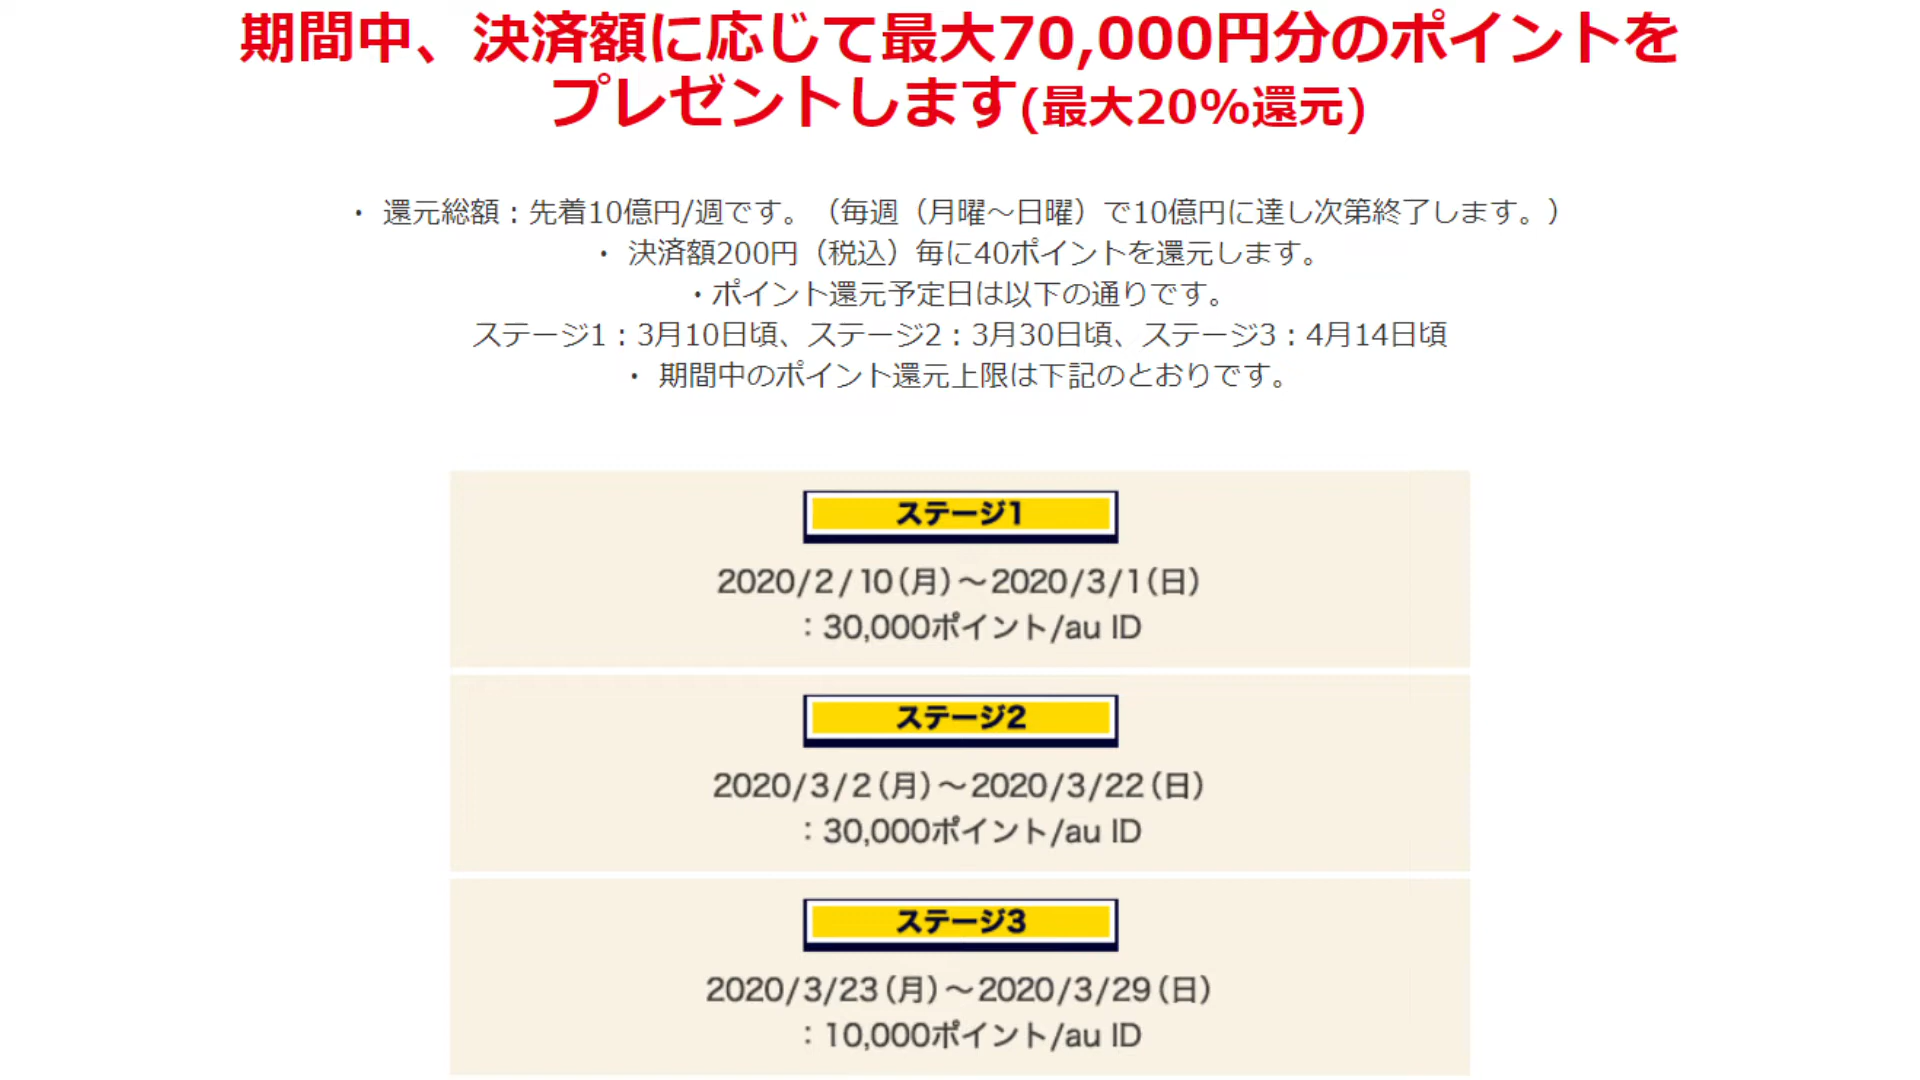 期間中、決済額に応じて最大70,000円分のポイントを
プレゼントします(最大20%還元)
・ 還元総額：先着10億円/週です。（毎週（月曜～日曜）で10億円に達し次第終了します。）
・ 決済額200円（税込）毎に40ポイントを還元します。
・ポイント還元予定日は以下の通りです。
ステージ1：3月10日頃、ステージ2：3月30日頃、ステージ3：4月14日頃
・ 期間中のポイント還元上限は下記のとおりです。
ステージ1
2020/2/10(月)～2020/3/1(日)
：30,000ポイント/au ID
ステージ2
2020/3/2(月)～2020/3/22(日)
：30,000ポイント/au ID
ステージ3
2020/3/23(月)～2020/3/29(日)
：10,000ポイント/au ID